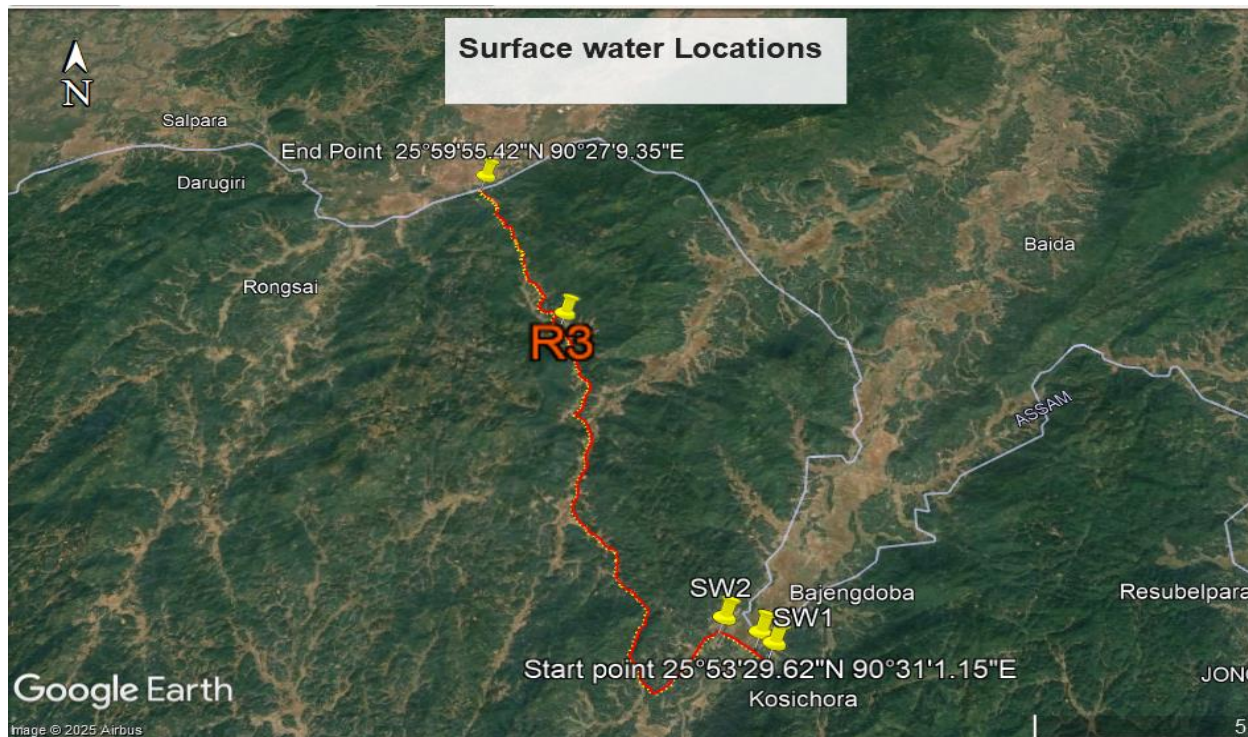 Surface water Locations
N
Salpara
End Point 25°59'55.42"N 90°27'9.35"E
Darugiri
Baida
Rongsai
R3
ASSAM
SW2
Bajengdoba
Resubelpara
SW1
Start point 25°53'29.62"N 90°31'1.15"E
Kosichora
JONG
Google Earth
Image © 2025 Airbus
5